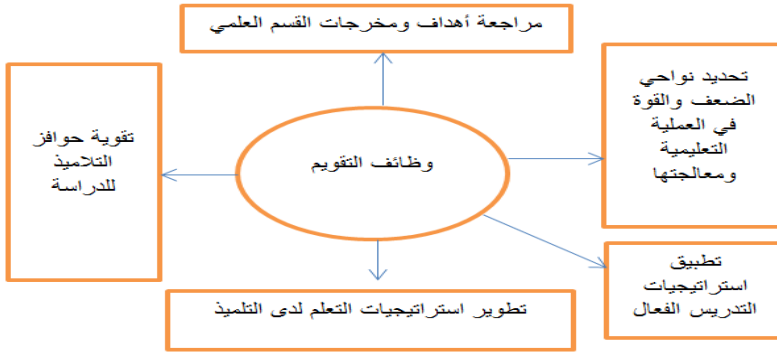 مراجعة أهداف ومخرجات القسم العلمي
تحديد نواحي
الضعف والقوة
في العملية
التعليمية
ومعالجتها
تقوية حوافز
التلاميذ
للدراسة
وظائف التقويم
تطبيق
استراتيجيات
التدريس الفعال
تطوير استراتيجيات التعلم لدى التلميذ